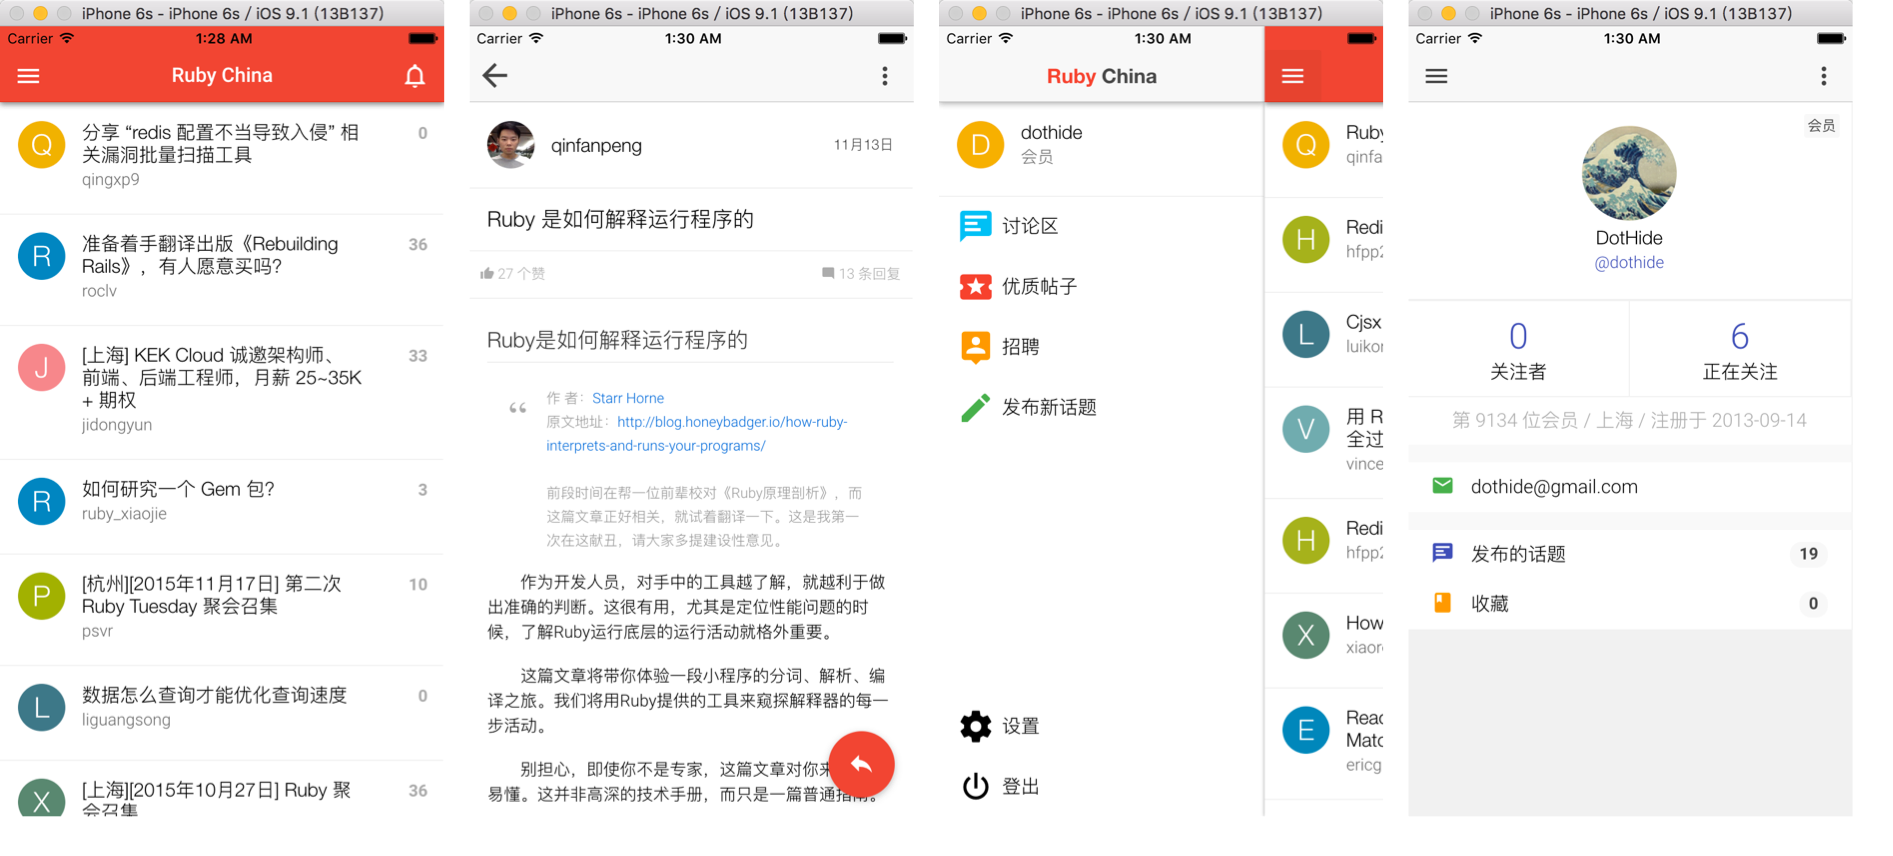 iPhone 6s - iPhone 6s / iOS 9.1 (13B137)
Carrier
1:28 AM
Ruby China
Q
分享 “redis 配置不当导致入侵” 相
关漏洞批量扫描工具
0
qingxp9
R
准备着手翻译出版《Rebuilding
Rails》，有人愿意买吗?
36
roclv
J
[上海] KEK Cloud 诚邀架构师、
前端、后端工程师，月薪 25~35K
+ 期权
33
jidongyun
R
如何研究一个 Gem 包?
3
ruby_xiaojie
P
[杭州][2015年11月17日] 第二次
Ruby Tuesday 聚会召集
10
psvr
L
数据怎么查询才能优化查询速度
0
liguangsong
X
[上海][2015年10月27日] Ruby 聚
会召集
36
iPhone 6s - iPhone 6s / iOS 9.1 (13B137)
Carrier
1:30 AM
qinfanpeng
11月13日
Ruby 是如何解释运行程序的
27 个赞
13 条回复
Ruby是如何解释运行程序的
“
作 者：Starr Horne
原文地址：http://blog.honeybadger.io/how-ruby-
interprets-and-runs-your-programs/
前段时间在帮一位前辈校对《Ruby原理剖析》，而
这篇文章正好相关，就试着翻译一下。这是我第一
次在这献丑，请大家多提建设性意见。
作为开发人员，对手中的工具越了解，就越利于做
出准确的判断。这很有用，尤其是定位性能问题的时
候，了解Ruby运行底层的运行活动就格外重要。
这篇文章将带你体验一段小程序的分词、解析、编
译之旅。我们将用Ruby提供的工具来窥探解释器的每一
步活动。
别担心，即使你不是专家，这篇文章对你来
易懂。这并非高深的技术手册，而只是一篇普通指南。
iPhone 6s - iPhone 6s / iOS 9.1 (13B137)
Carrier
1:30 AM
Ruby China
D
dothide
会员
讨论区
优质帖子
招聘
发布新话题
设置
登出
Q
Ruby
qinfa
H
Redi
hfpp2
L
Cjsx
luikor
V
用 R
全过
vince
H
Redi
hfpp2
X
How
xiaor
E
Reac
Matc
ericg
iPhone 6s - iPhone 6s / iOS 9.1 (13B137)
Carrier
1:30 AM
会员
DotHide
@dothide
0
关注者
6
正在关注
第 9134 位会员 / 上海 / 注册于 2013-09-14
dothide@gmail.com
发布的话题
19
收藏
0